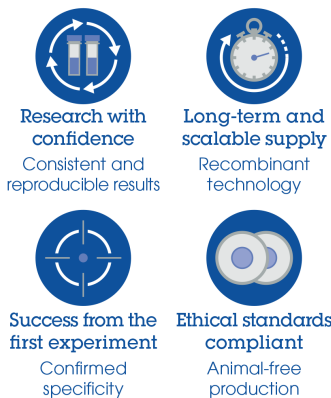 Research with
confidence
Consistent and
reproducible results
Long-term and
scalable supply
Recombinant
technology
Success from the
first experiment
Confirmed
specificity
Ethical standards
compliant
Animal-free
production